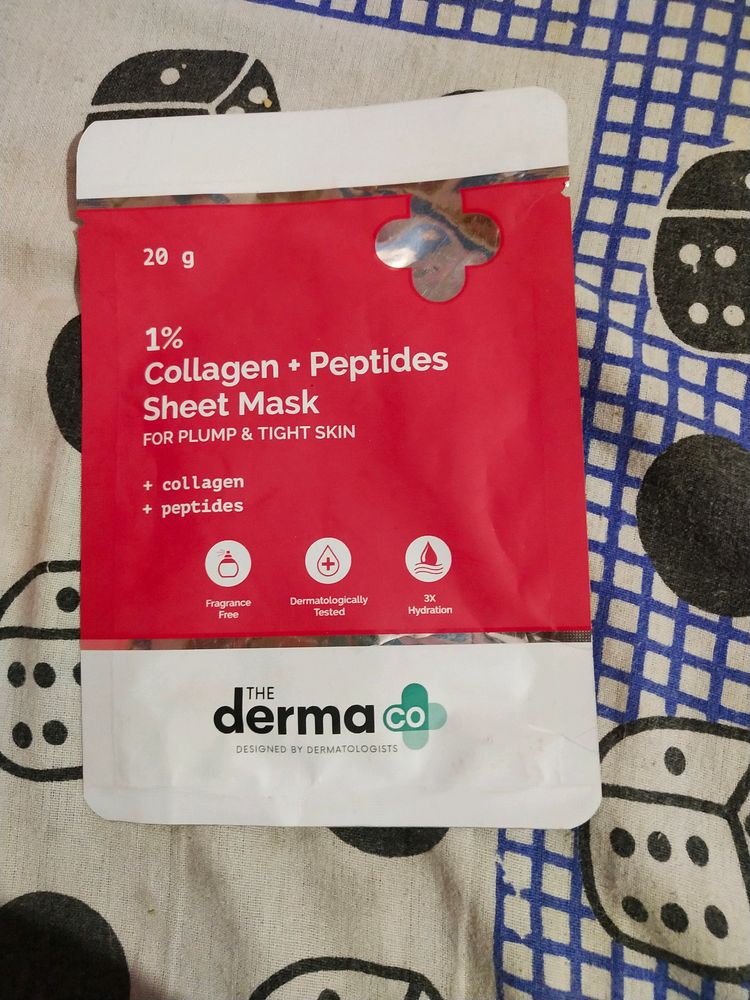 20 g
1%
Collagen + Peptides
Sheet Mask
FOR PLUMP & TIGHT SKIN
+ collagen
+ peptides
Fragrance
Free
Dermatologically
Tested
3X
Hydration
THE
derma co
DESIGNED BY DERMATOLOGISTS